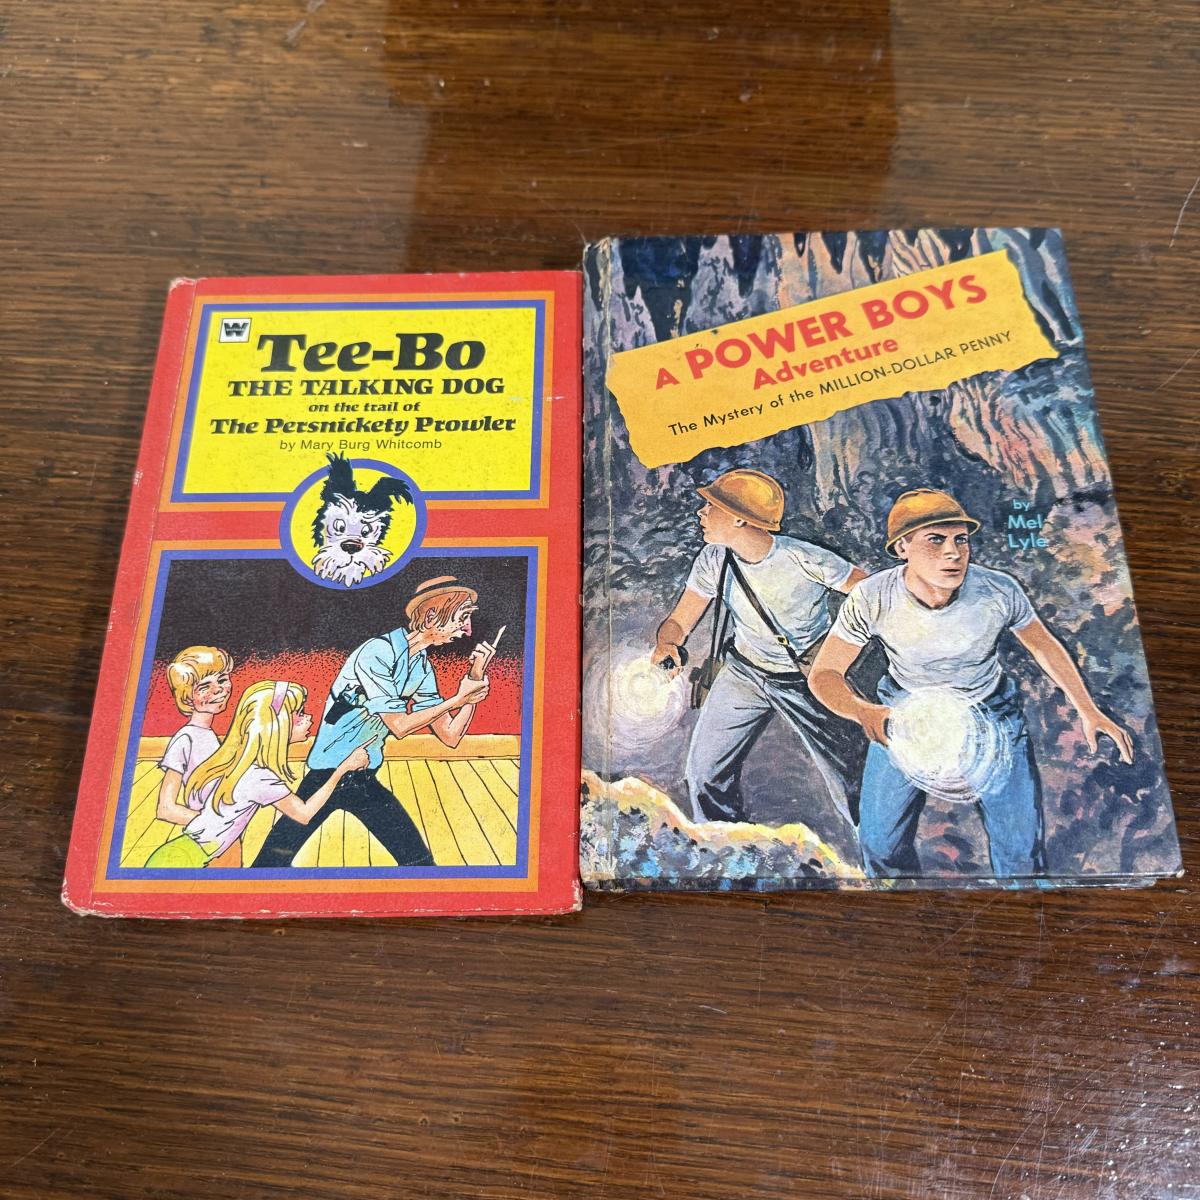 W
Tee-Bo
THE TALKING DOG
on the trail of
The Persnickety Prowler
by Mary Burg Whitcomb
A POWER BOYS
Adventure
The Mystery of the MILLION-DOLLAR PENNY
by
Mel
Lyle